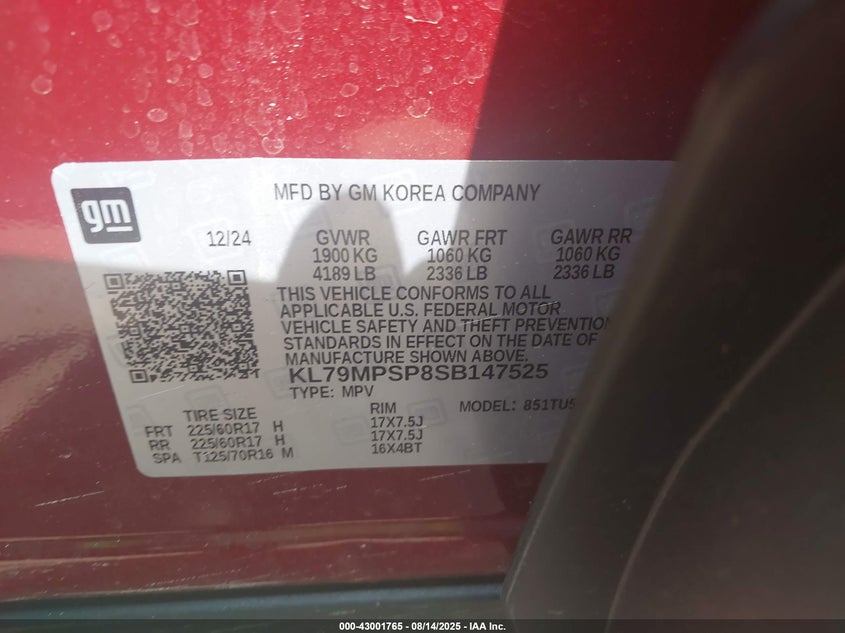 gm
MFD BY GM KOREA COMPANY
12/24 GVWR GAWR FRT GAWR RR
1900 KG 1060 KG 1060 KG
4189 LB 2336 LB 2336 LB
THIS VEHICLE CONFORMS TO ALL
APPLICABLE U.S. FEDERAL MOTOR
VEHICLE SAFETY AND THEFT PREVENTION
STANDARDS IN EFFECT ON THE DATE OF
MANUFACTURE SHOWN ABOVE.
KL79MPSP8SB147525
TYPE: MPV MODEL: 851TU5
TIRE SIZE RIM
FRT 225/60R17 H 17X7.5J
RR 225/60R17 H 17X7.5J
SPA T125/70R16 M 16X4BT
000-43001765 - 08/14/2025 - IAA Inc.